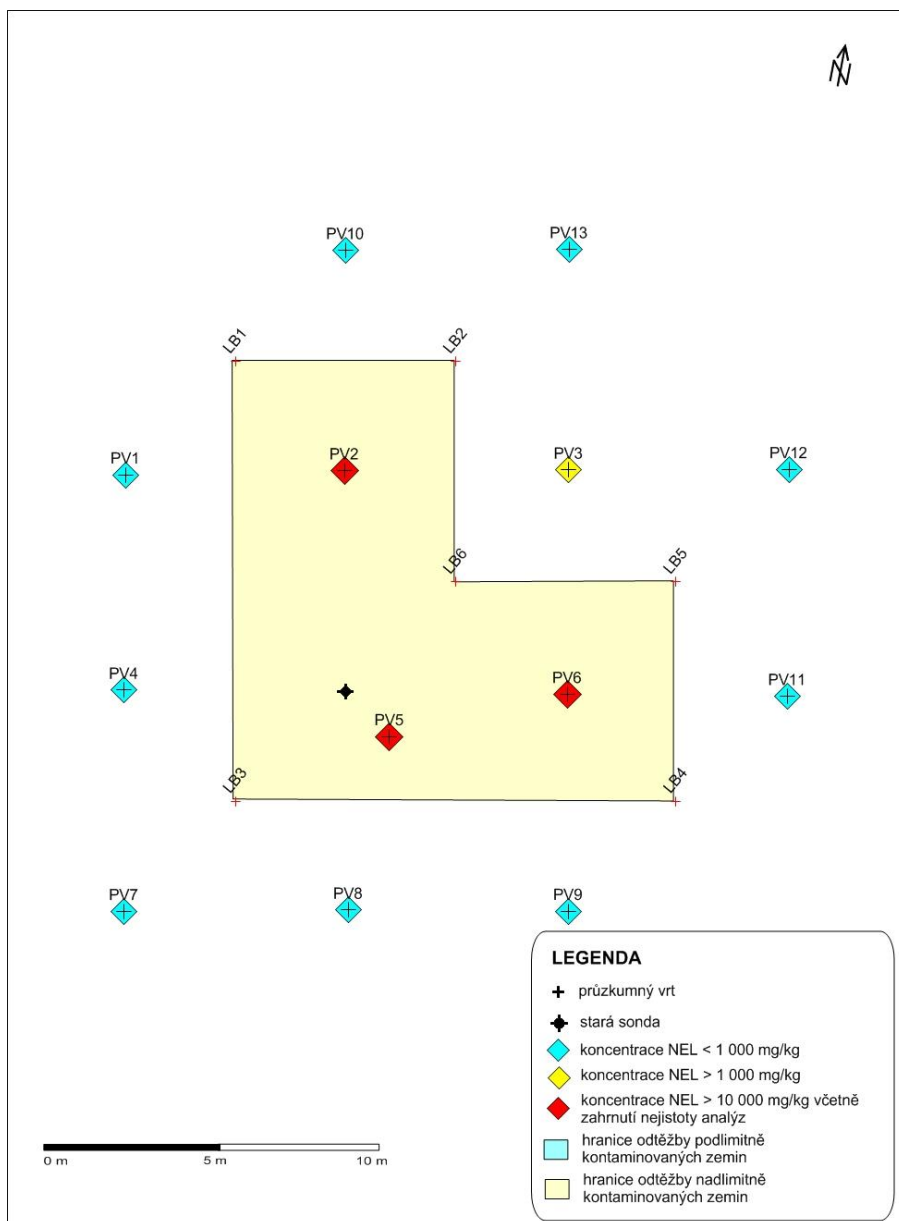 N
PV10 PV13
LB1 LB2
PV1 PV2 PV3 PV12
LB6 LB5
PV4 PV6 PV11
PV5
LB3 LB4
PV7 PV8 PV9
LEGENDA
průzkumný vrt
stará sonda
koncentrace NEL < 1 000 mg/kg
koncentrace NEL > 1 000 mg/kg
koncentrace NEL > 10 000 mg/kg včetně
zahrnutí nejistoty analýz
hranice odtěžby podlimitně
kontaminovaných zemin
hranice odtěžby nadlimitně
kontaminovaných zemin
0 m 5 m 10 m